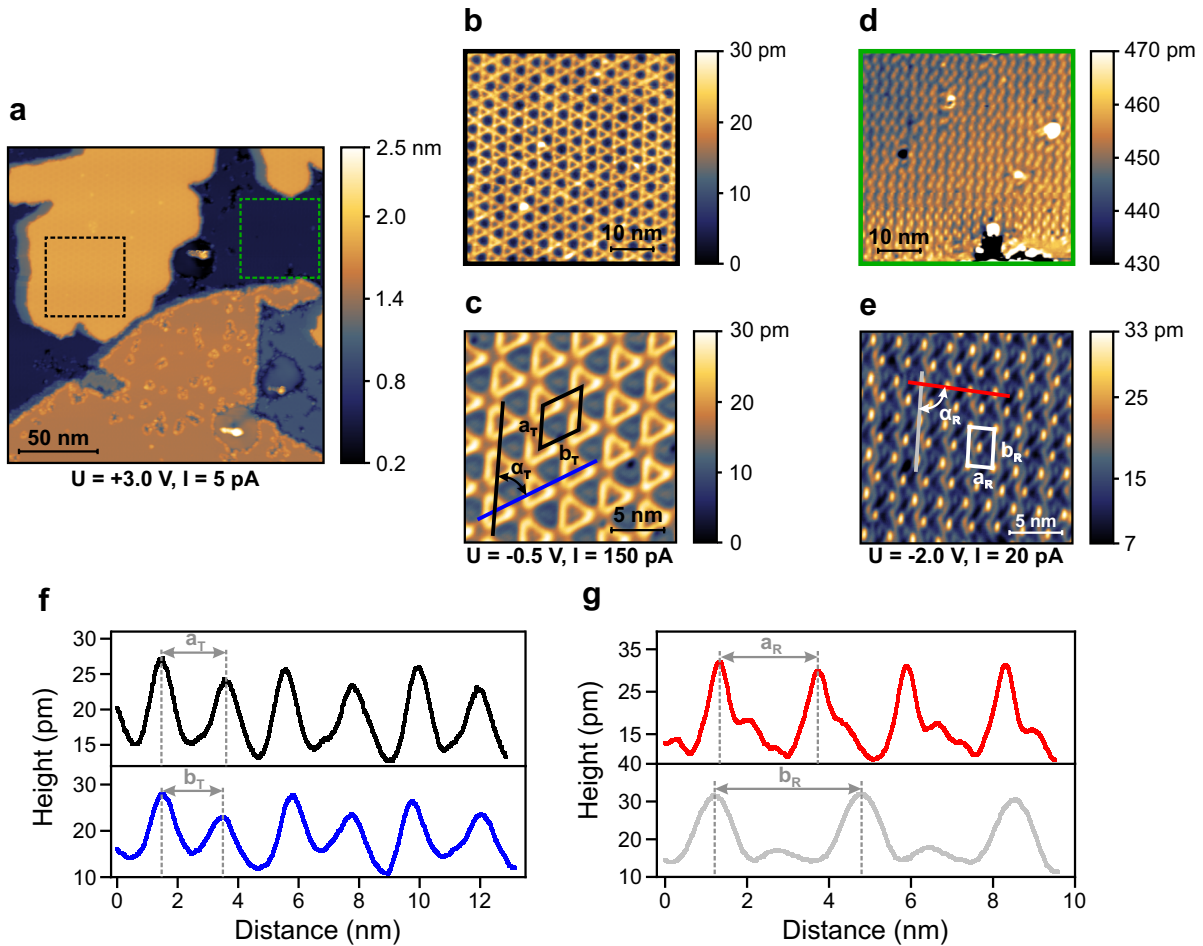 a
2.5 nm
2.0
1.4
0.8
0.2
50 nm
U = +3.0 V, I = 5 pA
b
30 pm
20
10
0
10 nm
c
30 pm
20
10
0
a_T
b_T
α_T
5 nm
U = -0.5 V, I = 150 pA
d
470 pm
460
450
440
430
10 nm
e
33 pm
25
15
7
α_R
b_R
a_R
5 nm
U = -2.0 V, I = 20 pA
f
Height (pm)
30
25
20
15
a_T
30
20
10
b_T
0 2 4 6 8 10 12
Distance (nm)
g
Height (pm)
35
25
15
a_R
40
30
20
10
b_R
0 2 4 6 8 10
Distance (nm)